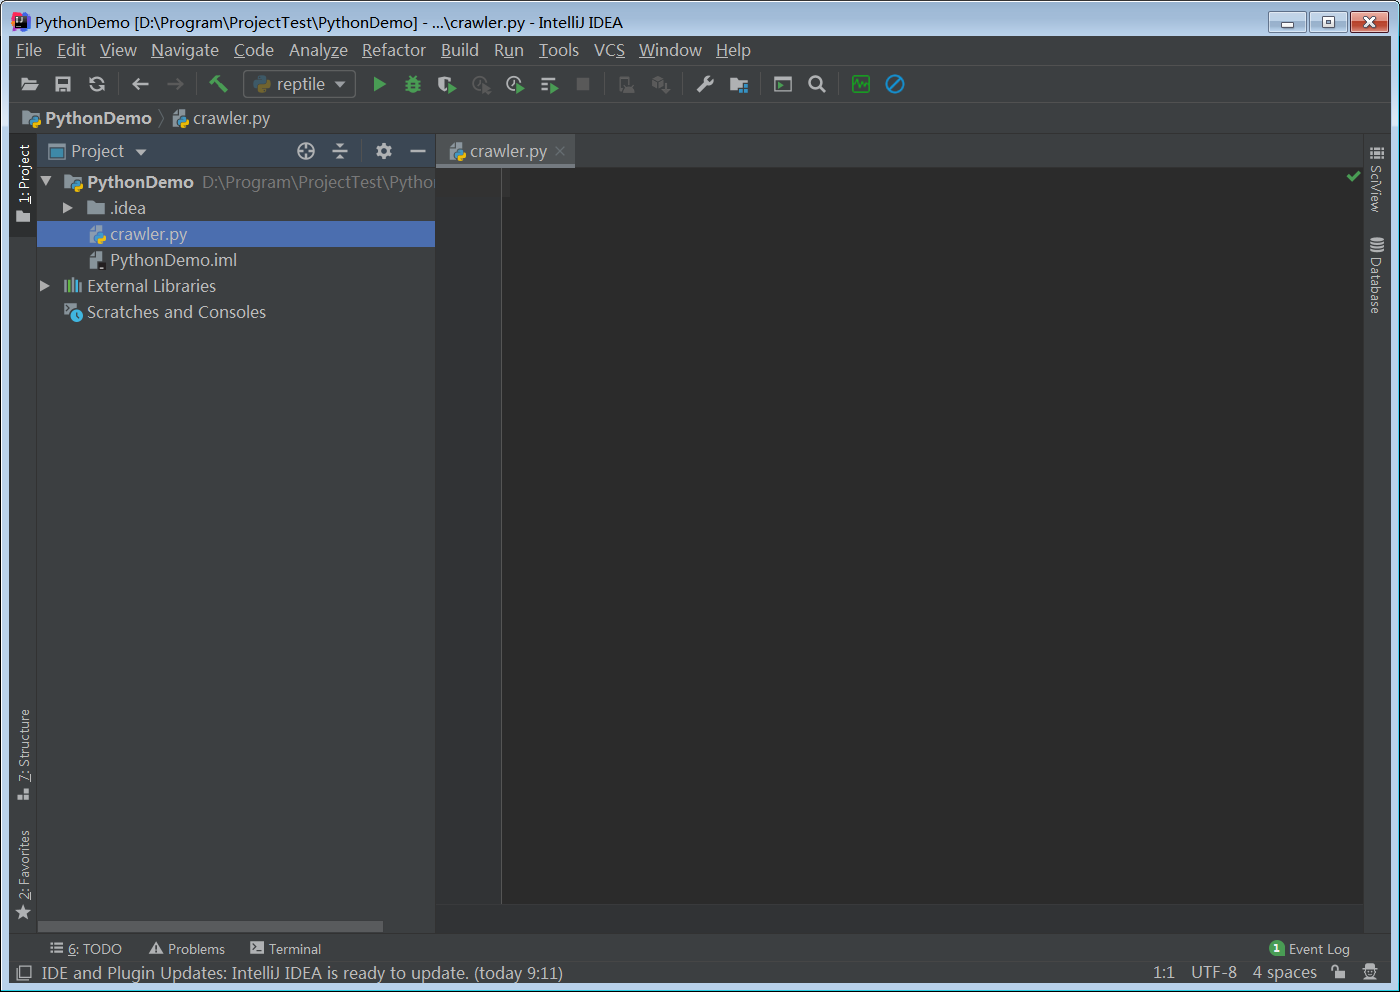 PythonDemo [D:\Program\ProjectTest\PythonDemo] - ...\crawler.py - IntelliJ IDEA
File Edit View Navigate Code Analyze Refactor Build Run Tools VCS Window Help
reptile
PythonDemo crawler.py
1: Project
Project
crawler.py
PythonDemo D:\Program\ProjectTest\Pytho
.idea
crawler.py
PythonDemo.iml
External Libraries
Scratches and Consoles
SciView
Database
7: Structure
2: Favorites
6: TODO Problems Terminal
1 Event Log
IDE and Plugin Updates: IntelliJ IDEA is ready to update. (today 9:11)
1:1 UTF-8 4 spaces